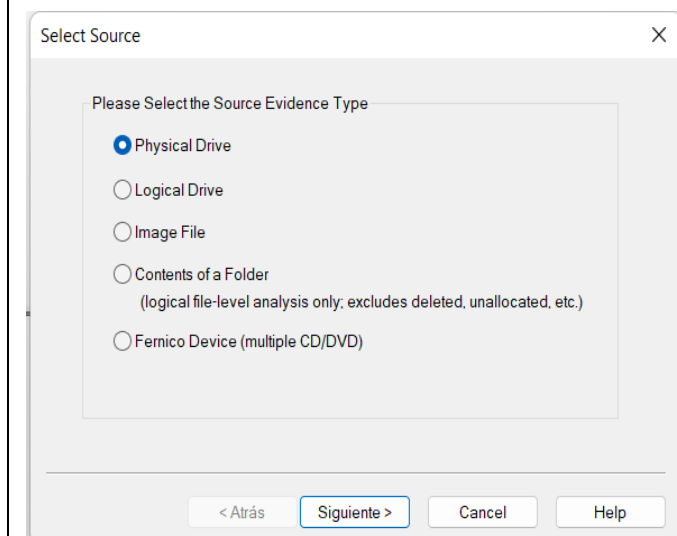 Select Source
Please Select the Source Evidence Type
Physical Drive
Logical Drive
Image File
Contents of a Folder
(logical file-level analysis only; excludes deleted, unallocated, etc.)
Fernico Device (multiple CD/DVD)
< Atrás Siguiente > Cancel Help